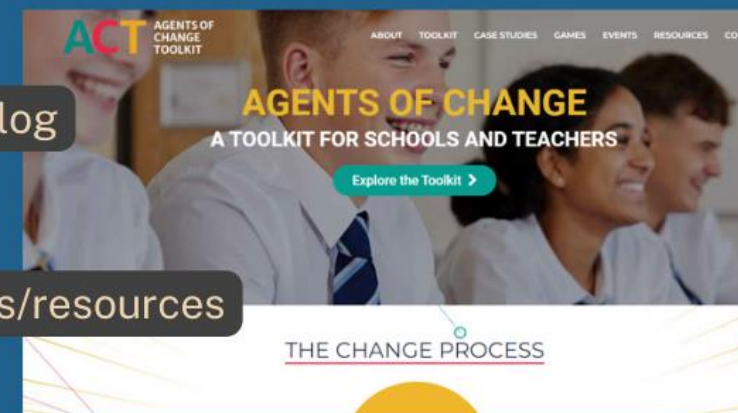 ACT AGENTS OF
CHANGE
TOOLKIT
ABOUT TOOLKIT CASE STUDIES GAMES EVENTS RESOURCES CO
log
AGENTS OF CHANGE
A TOOLKIT FOR SCHOOLS AND TEACHERS
Explore the Toolkit
s/resources
THE CHANGE PROCESS